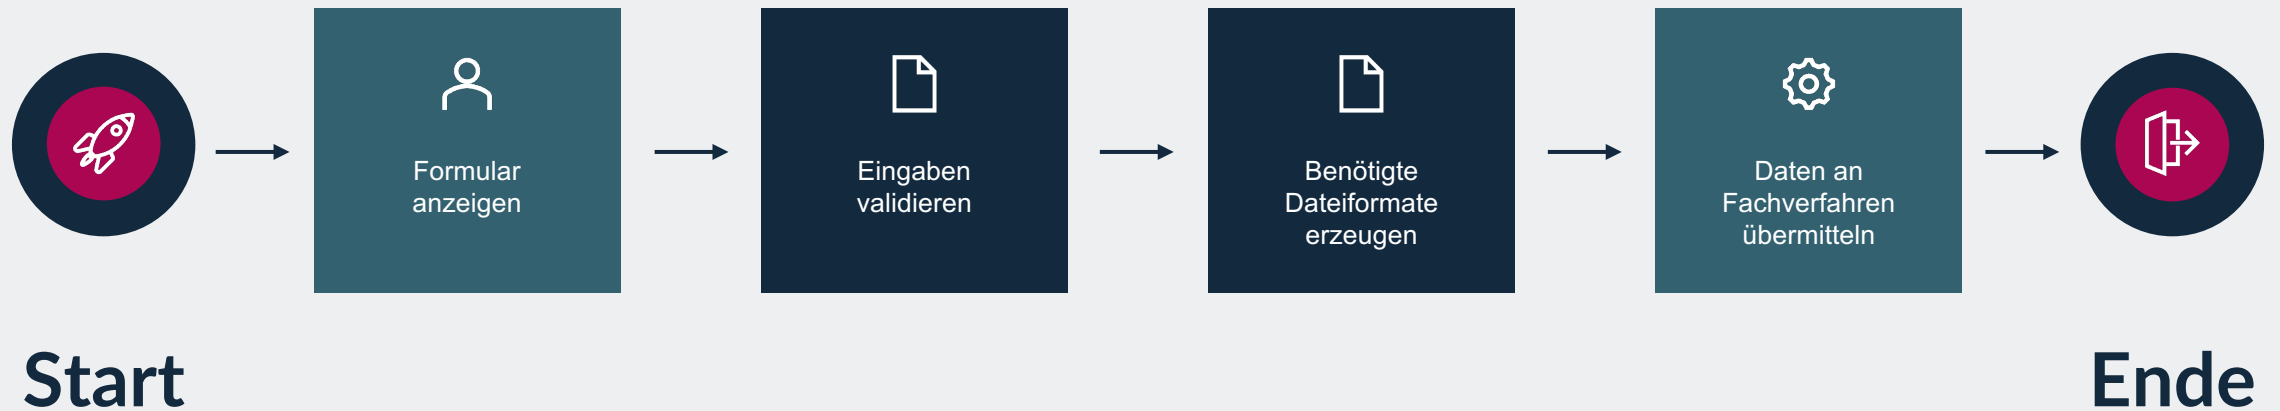 Formular
anzeigen
Eingaben
validieren
Benötigte
Dateiformate
erzeugen
Daten an
Fachverfahren
übermitteln
Start
Ende